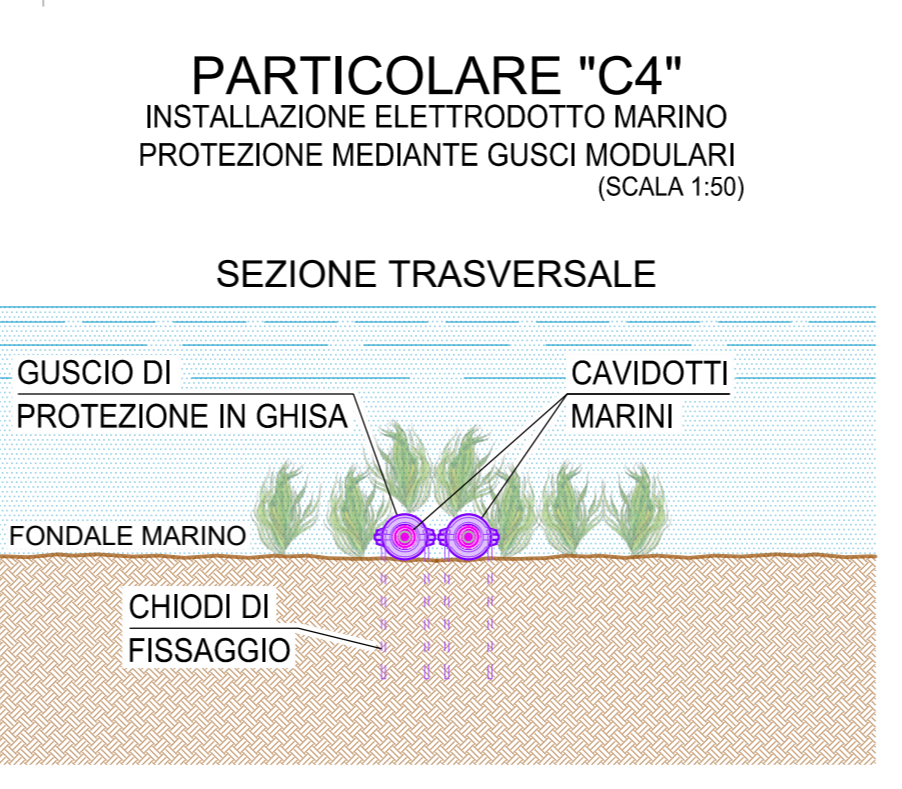 PARTICOLARE "C4"
INSTALLAZIONE ELETTRODOTTO MARINO
PROTEZIONE MEDIANTE GUSCI MODULARI
(SCALA 1:50)
SEZIONE TRASVERSALE
GUSCIO DI
PROTEZIONE IN GHISA
CAVIDOTTI
MARINI
FONDALE MARINO
CHIODI DI
FISSAGGIO